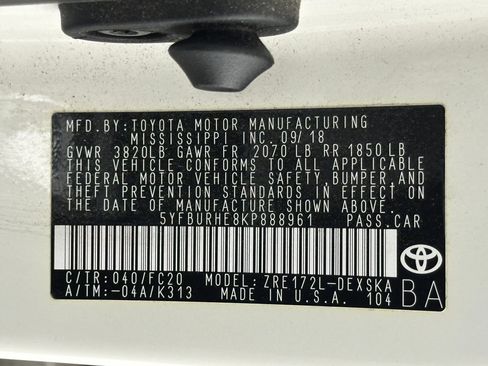 MFD. BY: TOYOTA MOTOR MANUFACTURING
MISSISSIPPI INC. 09/18
GVWR 3820LB GAWR FR 2070 LB RR 1850 LB
THIS VEHICLE CONFORMS TO ALL APPLICABLE
FEDERAL MOTOR VEHICLE SAFETY, BUMPER, AND
THEFT PREVENTION STANDARDS IN EFFECT ON
THE DATE OF MANUFACTURE SHOWN ABOVE.
5YFBURHE8KP888961 PASS.CAR
C/TR: 040/FC20 MODEL: ZRE172L-DEXSKA
A/TM: -04A/K313 MADE IN U.S.A. 104
BA